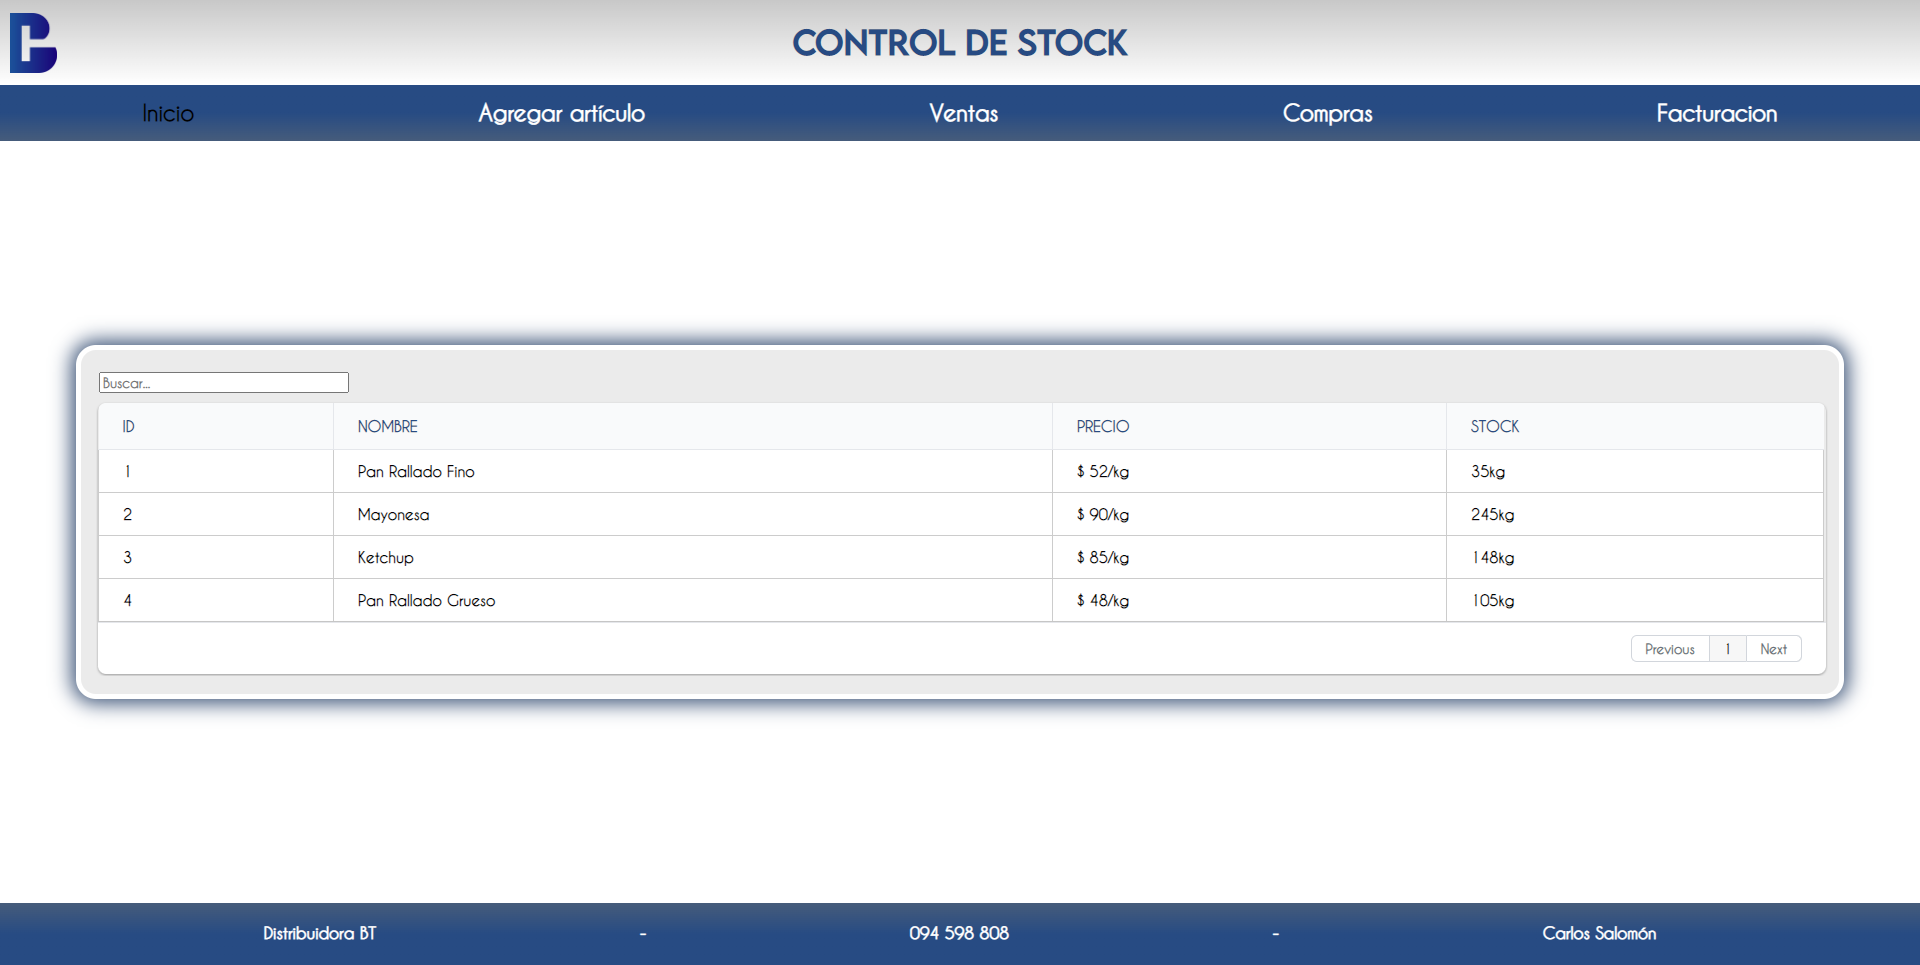 CONTROL DE STOCK
Inicio Agregar artículo Ventas Compras Facturacion
Buscar...
ID NOMBRE PRECIO STOCK
1 Pan Rallado Fino $ 52/kg 35kg
2 Mayonesa $ 90/kg 245kg
3 Ketchup $ 85/kg 148kg
4 Pan Rallado Grueso $ 48/kg 105kg
Previous 1 Next
Distribuidora BT - 094 598 808 - Carlos Salomón